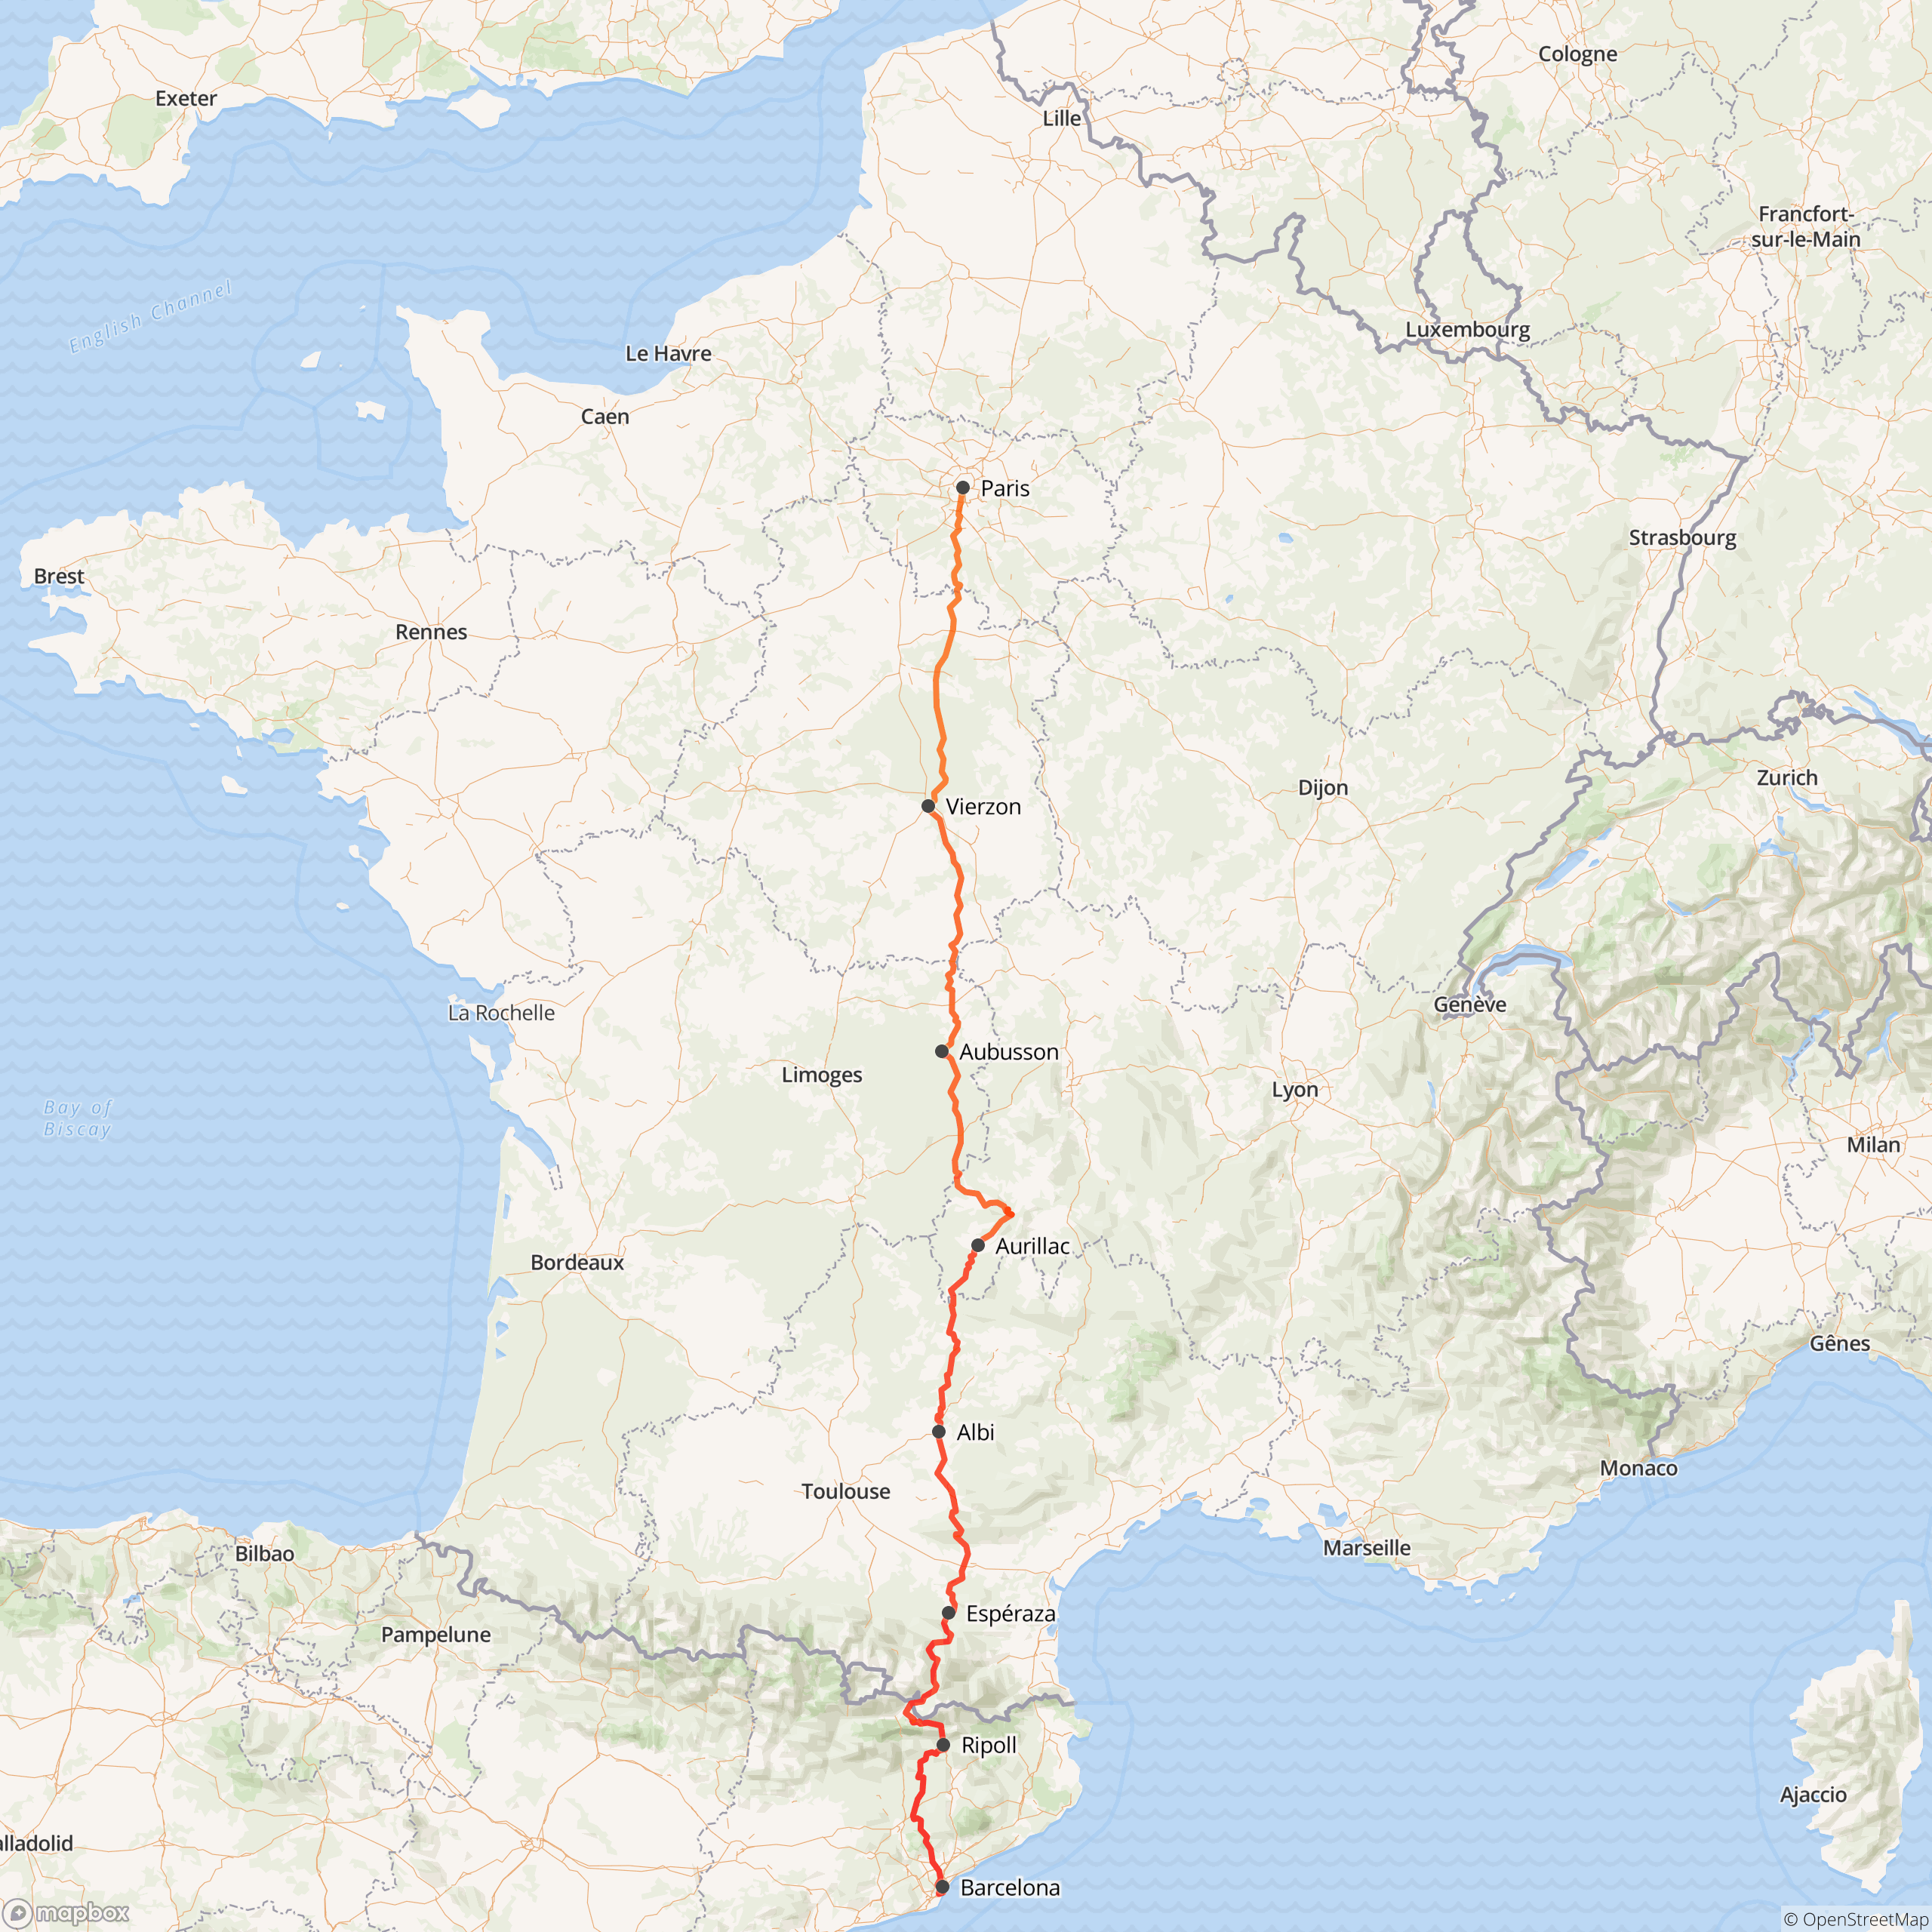 Cologne
Exeter
Lille
Francfort-
sur-le-Main
English Channel
Luxembourg
Le Havre
Caen
Paris
Strasbourg
Brest
Rennes
Zurich
Dijon
Vierzon
Genève
La Rochelle
Aubusson
Limoges
Lyon
Bay of
Biscay
Milan
Aurillac
Bordeaux
Gênes
Albi
Monaco
Toulouse
Marseille
Bilbao
Espéraza
Pampelune
Ripoll
Ajaccio
alladolid
Barcelona
mapbox
© OpenStreetMap